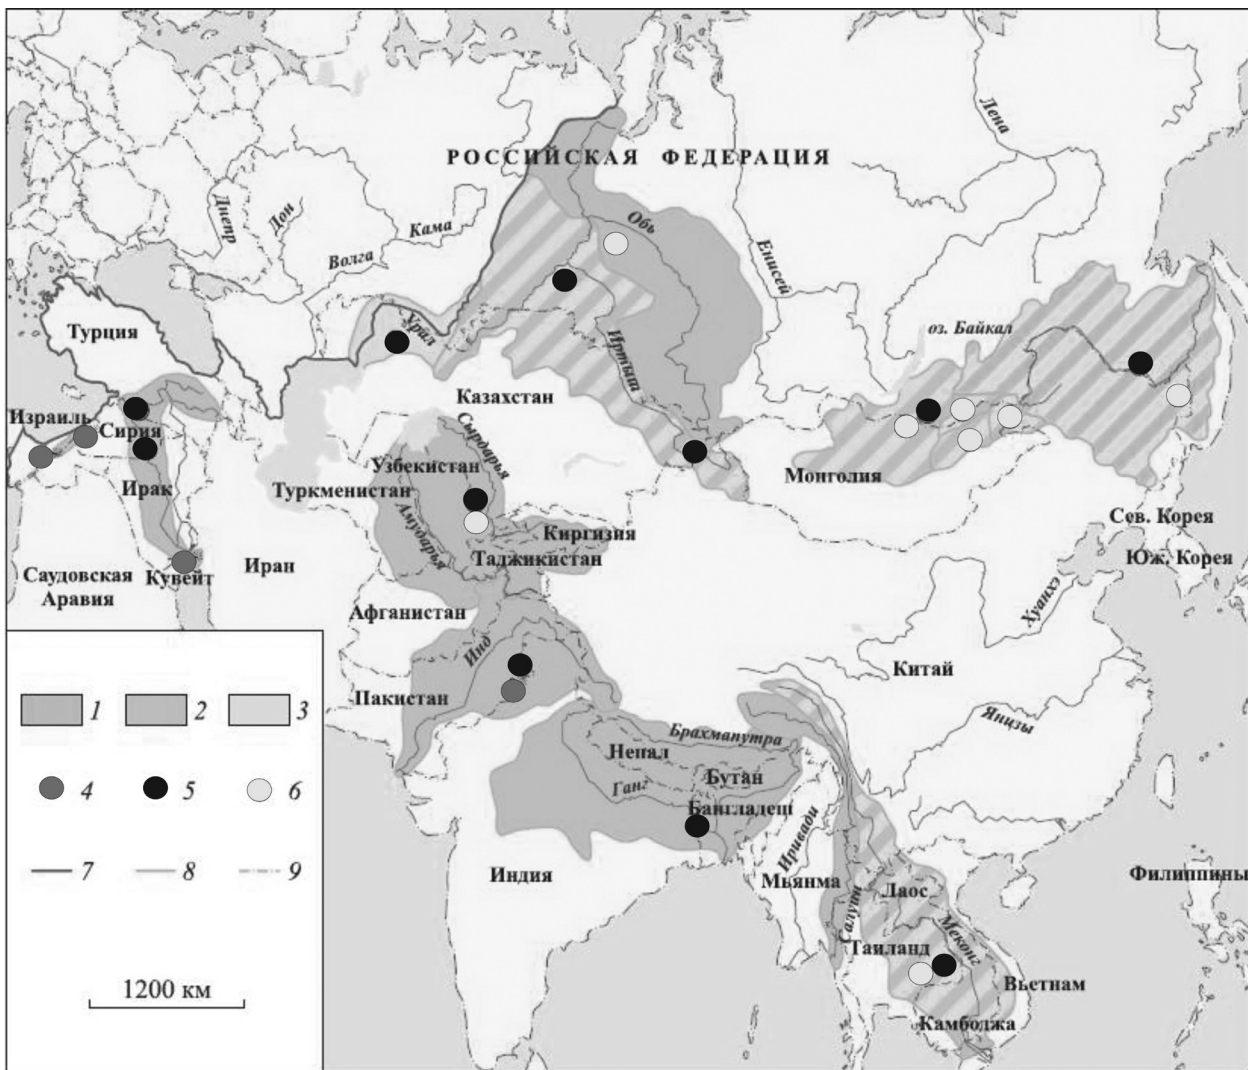 РОССИЙСКАЯ ФЕДЕРАЦИЯ
Лена
Обь
Енисей
Днепр
Дон
Кама
Волга
Урал
Иртыш
оз. Байкал
Турция
Казахстан
Израиль
Сирия
Сырдарья
Узбекистан
Ирак
Туркменистан
Монголия
Амударья
Киргизия
Таджикистан
Сев. Корея
Юж. Корея
Саудовская
Аравия
Кувейт
Иран
Афганистан
Хуанхэ
Инд
Китай
Пакистан
Янцзы
Брахмапутра
Непал
Бутан
Ганг
Бангладеш
Иривади
Индия
Мьянма
Лаос
Филиппины
Салуин
Меконг
Таиланд
Вьетнам
Камбоджа
1 2 3
4 5 6
7 8 9
1200 км